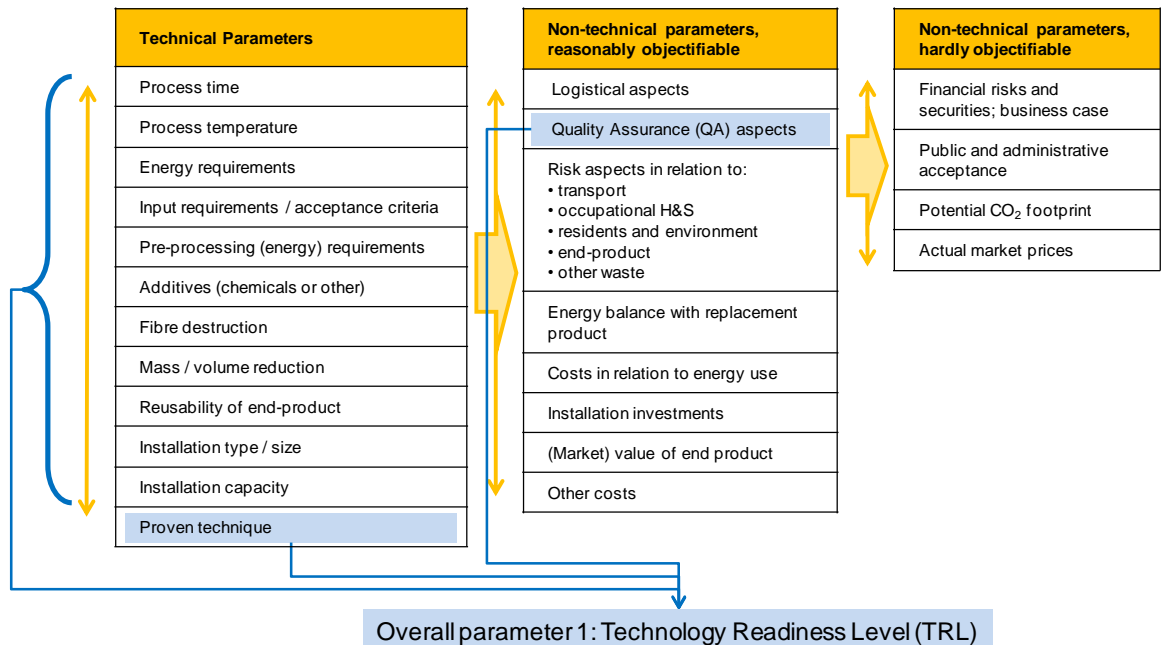 Technical Parameters
Process time
Process temperature
Energy requirements
Input requirements / acceptance criteria
Pre-processing (energy) requirements
Additives (chemicals or other)
Fibre destruction
Mass / volume reduction
Reusability of end-product
Installation type / size
Installation capacity
Proven technique
Non-technical parameters,
reasonably objectifiable
Logistical aspects
Quality Assurance (QA) aspects
Risk aspects in relation to:
• transport
• occupational H&S
• residents and environment
• end-product
• other waste
Energy balance with replacement
product
Costs in relation to energy use
Installation investments
(Market) value of end product
Other costs
Non-technical parameters,
hardly objectifiable
Financial risks and
securities; business case
Public and administrative
acceptance
Potential CO₂ footprint
Actual market prices
Overall parameter 1: Technology Readiness Level (TRL)